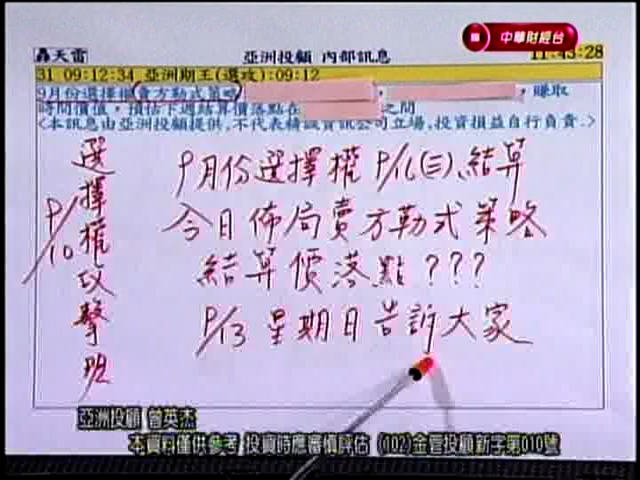 中華財經台
11:43:28
轟天雷 亞洲投顧 內部訊息
31 09:12:34 亞洲期王(選攻):09:12
9月份選擇權賣方勒式策略 , 賺取
時間價值，預估下週結算價落點在 之間
<本訊息由亞洲投顧提供,不代表精誠資訊公司立場,投資損益自行負責.>
選擇權攻擊班
9/10
9月份選擇權 9/16(三)、結算
今日佈局賣方勒式策略
結算價落點???
9/13 星期日告訴大家
亞洲投顧 曾英杰
本資料僅供參考 投資時應審慎評估 (102)金管投顧新字第010號